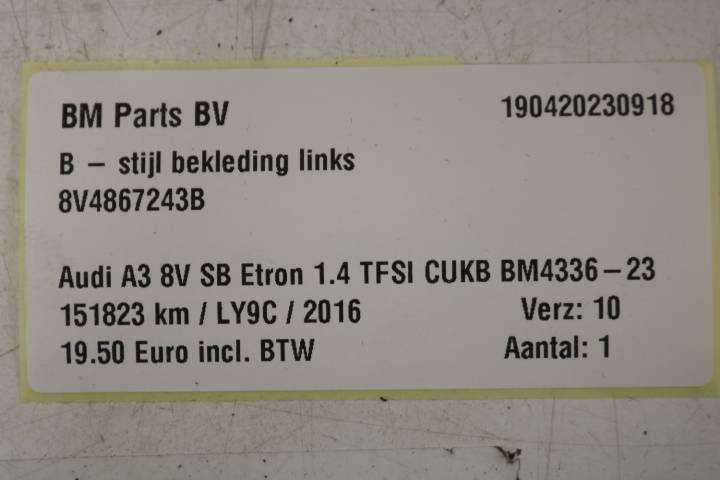 BM Parts BV 190420230918
B – stijl bekleding links
8V4867243B
Audi A3 8V SB Etron 1.4 TFSI CUKB BM4336–23
151823 km / LY9C / 2016 Verz: 10
19.50 Euro incl. BTW Aantal: 1